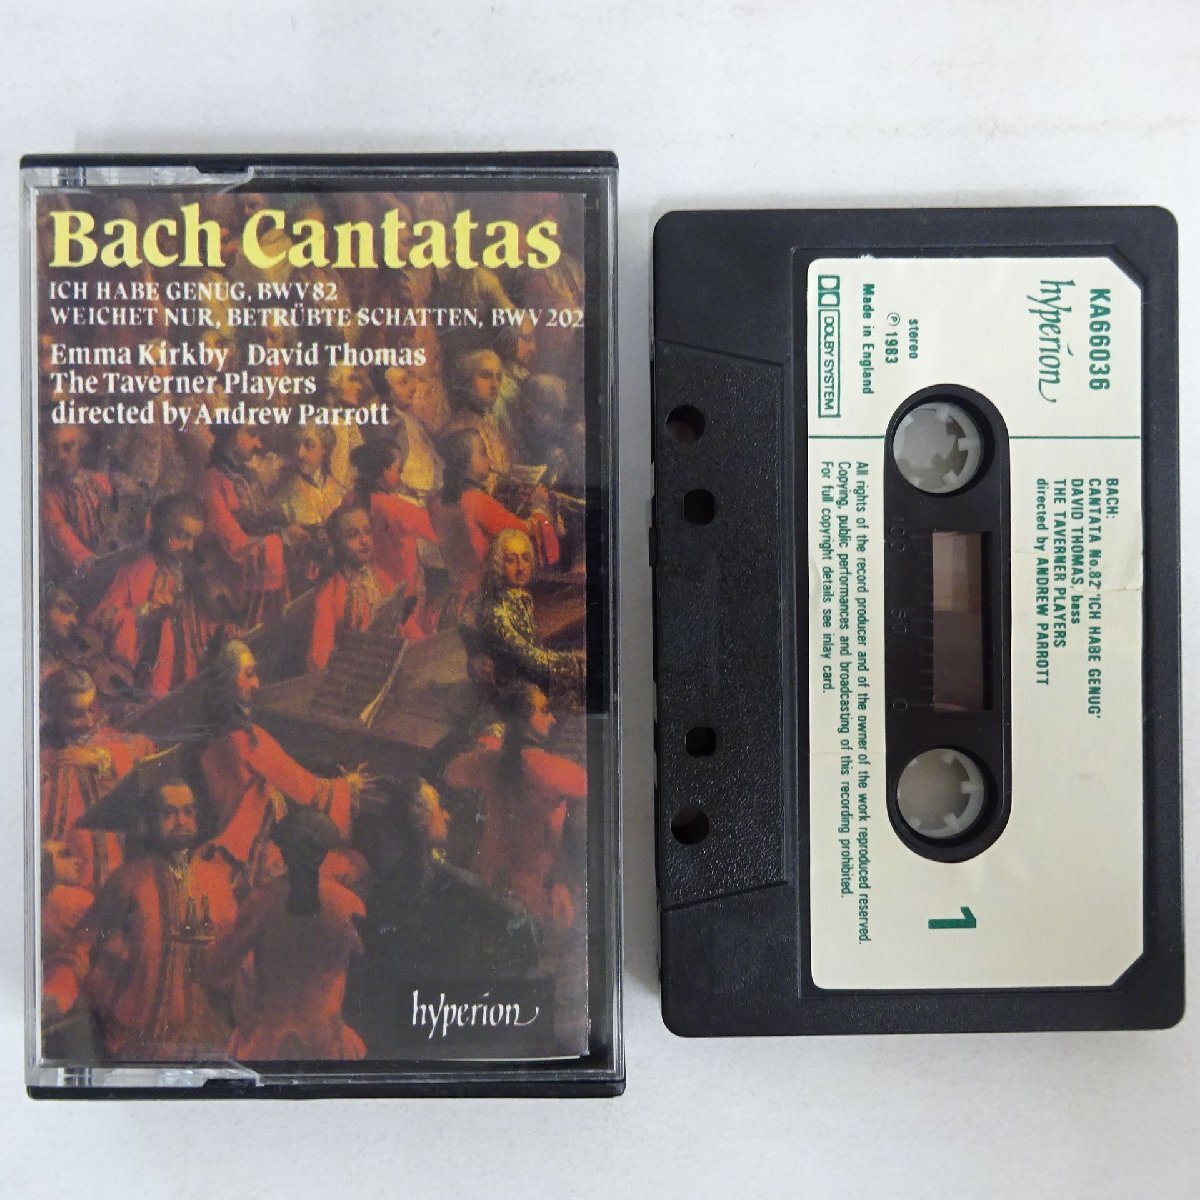 Bach Cantatas
ICH HABE GENUG, BWV 82
WEICHET NUR, BETRÜBTE SCHATTEN, BWV 202
Emma Kirkby David Thomas
The Taverner Players
directed by Andrew Parrott
hyperion
KA66036
hyperion
stereo
℗ 1983
Made in England
DOLBY SYSTEM
BACH:
CANTATA No.82 'ICH HABE GENUG'
DAVID THOMAS, bass
THE TAVERNER PLAYERS
directed by ANDREW PARROTT
1
All rights of the record producer and of the owner of the work reproduced reserved.
Copying, public performances and broadcasting of this recording prohibited.
For full copyright details see inlay card.
100 50 0